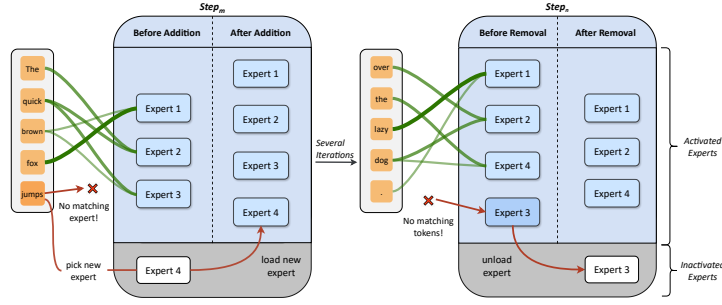 Step_m
Before Addition
After Addition
The
quick
brown
fox
jumps
Expert 1
Expert 2
Expert 3
Expert 1
Expert 2
Expert 3
Expert 4
No matching
expert!
pick new
expert
Expert 4
load new
expert
Several
Iterations
Step_n
Before Removal
After Removal
over
the
lazy
dog
.
Expert 1
Expert 2
Expert 4
Expert 3
Expert 1
Expert 2
Expert 4
No matching
tokens!
unload
expert
Expert 3
Activated
Experts
Inactivated
Experts